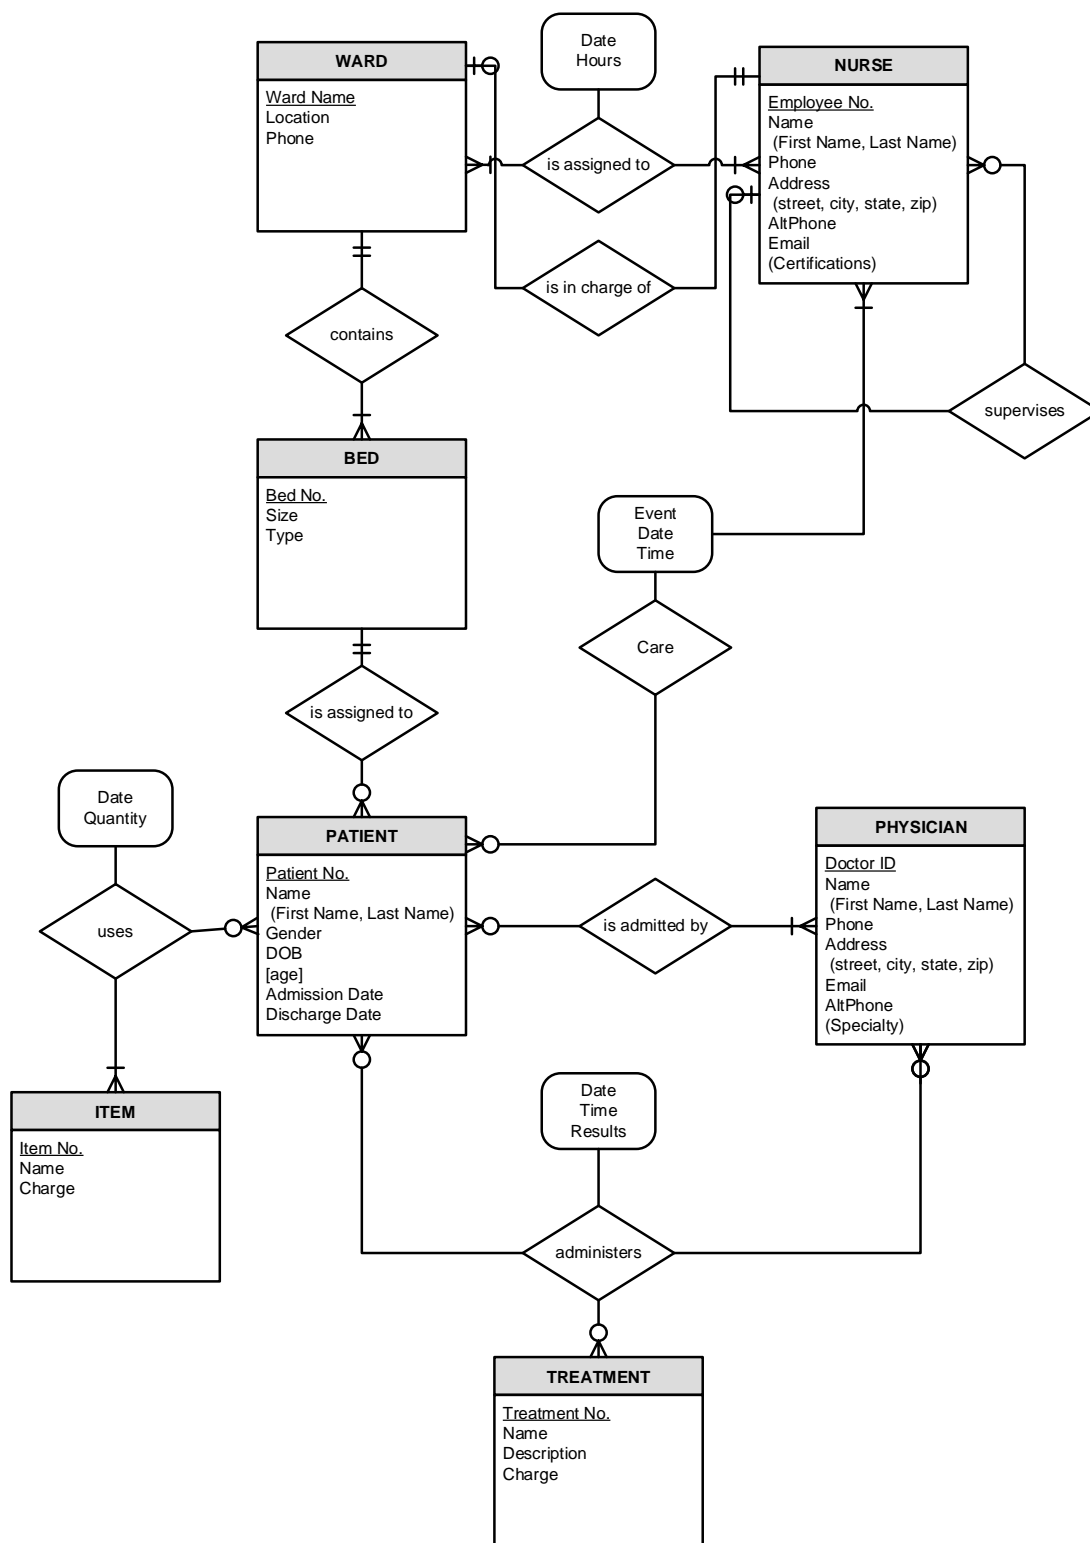 Date
Hours
WARD
Ward Name
Location
Phone
is assigned to
NURSE
Employee No.
Name
(First Name, Last Name)
Phone
Address
(street, city, state, zip)
AltPhone
Email
(Certifications)
is in charge of
contains
supervises
BED
Bed No.
Size
Type
Event
Date
Time
Care
is assigned to
Date
Quantity
uses
PATIENT
Patient No.
Name
(First Name, Last Name)
Gender
DOB
[age]
Admission Date
Discharge Date
is admitted by
PHYSICIAN
Doctor ID
Name
(First Name, Last Name)
Phone
Address
(street, city, state, zip)
Email
AltPhone
(Specialty)
ITEM
Item No.
Name
Charge
Date
Time
Results
administers
TREATMENT
Treatment No.
Name
Description
Charge